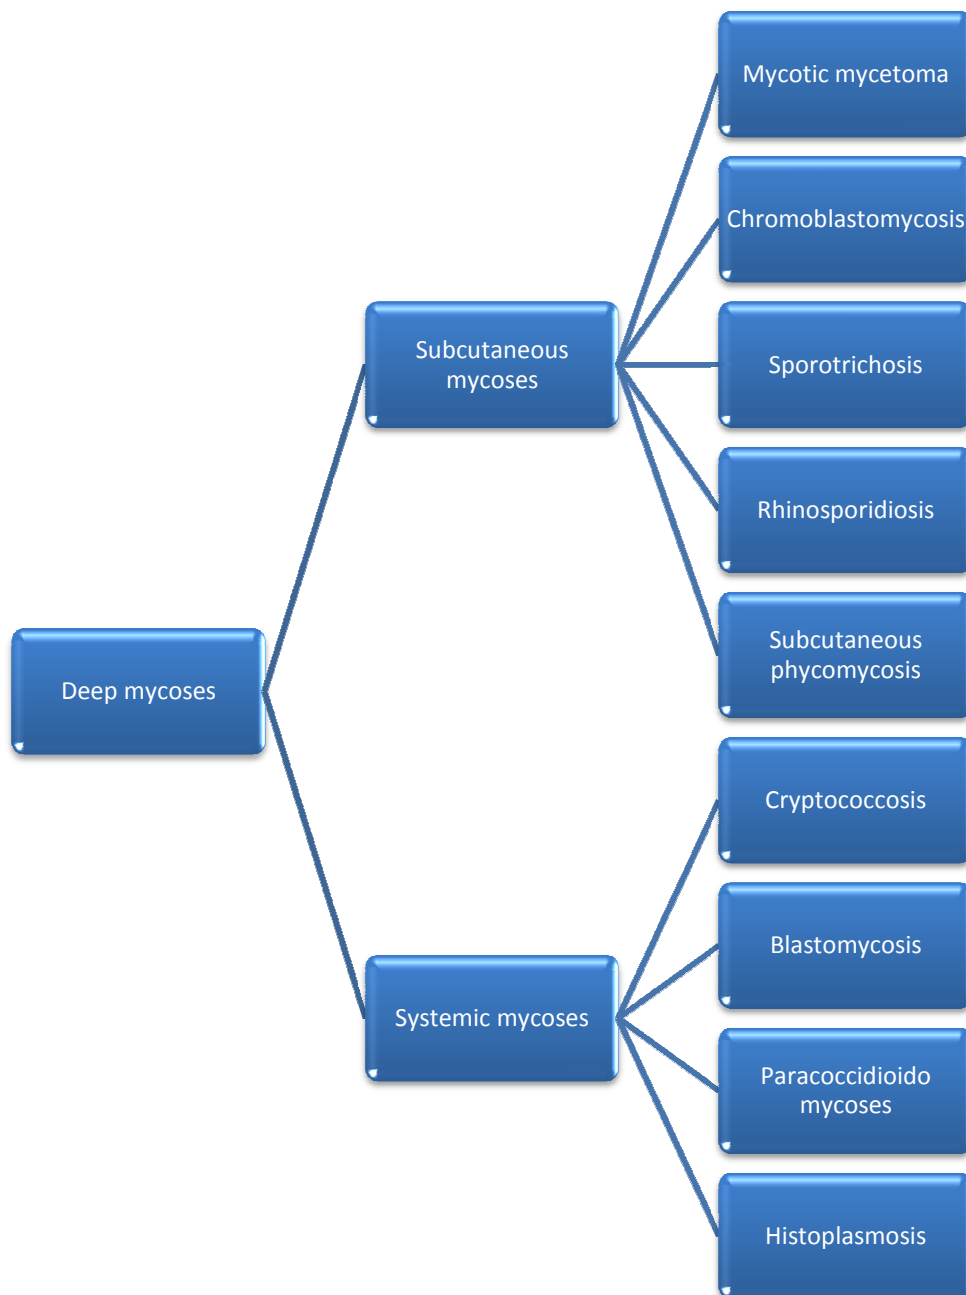 Mycotic mycetoma
Chromoblastomycosis
Subcutaneous
mycoses
Sporotrichosis
Rhinosporidiosis
Subcutaneous
phycomycosis
Deep mycoses
Cryptococcosis
Blastomycosis
Systemic mycoses
Paracoccidioido
mycoses
Histoplasmosis